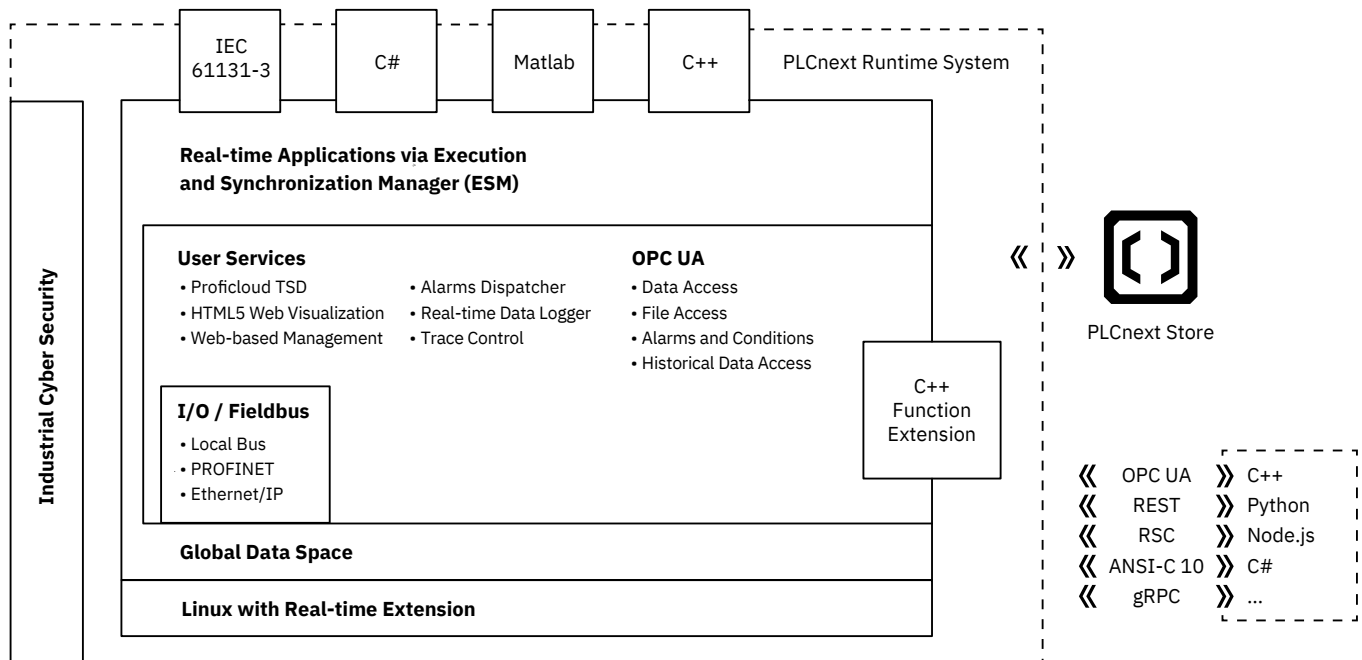 IEC
61131-3
C#
Matlab
C++
PLCnext Runtime System
Real-time Applications via Execution
and Synchronization Manager (ESM)
Industrial Cyber Security
User Services
• Proficloud TSD
• HTML5 Web Visualization
• Web-based Management
• Alarms Dispatcher
• Real-time Data Logger
• Trace Control
OPC UA
• Data Access
• File Access
• Alarms and Conditions
• Historical Data Access
I/O / Fieldbus
• Local Bus
• PROFINET
• Ethernet/IP
C++
Function
Extension
Global Data Space
Linux with Real-time Extension
PLCnext Store
OPC UA C++
REST Python
RSC Node.js
ANSI-C 10 C#
gRPC ...